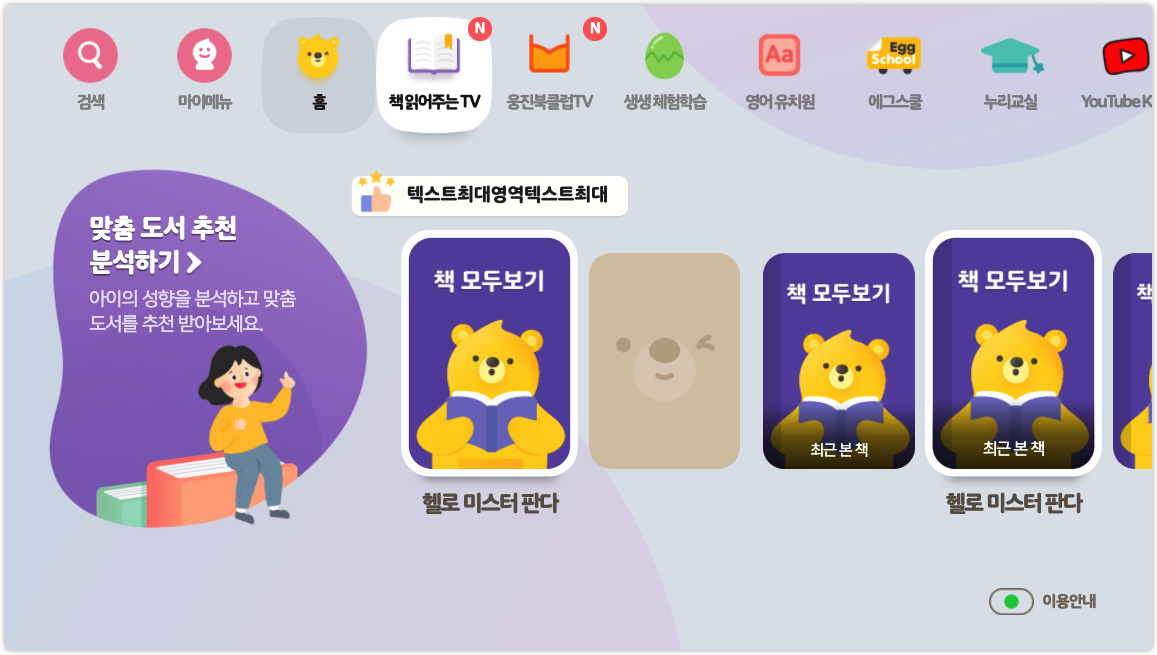 N
N
Aa
Egg
School
검색
마이메뉴
홈
책 읽어주는 TV
웅진북클럽TV
생생 체험학습
영어 유치원
에그스쿨
누리교실
YouTube K
텍스트최대영역텍스트최대
맞춤 도서 추천
분석하기
아이의 성향을 분석하고 맞춤
도서를 추천 받아보세요.
책 모두보기
책 모두보기
책 모두보기
책
최근 본 책
최근 본 책
헬로 미스터 판다
헬로 미스터 판다
이용안내